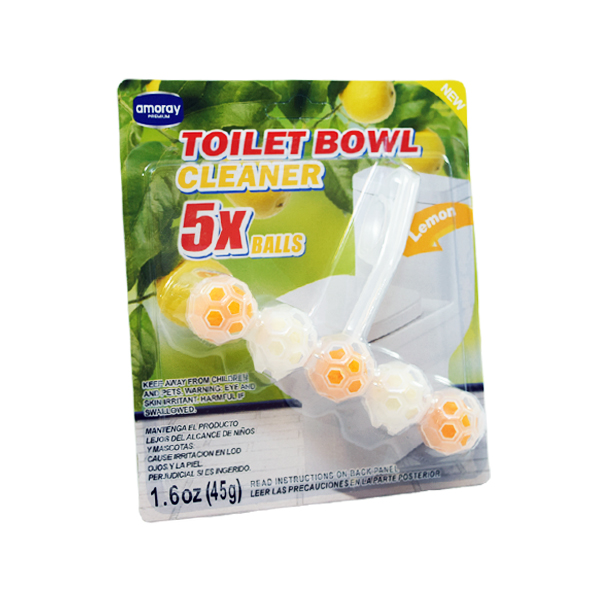 amoray
PREMIUM
NEW
TOILET BOWL
CLEANER
5X BALLS
Lemon
KEEP AWAY FROM CHILDREN
AND PETS. WARNING: EYE AND
SKIN IRRITANT. HARMFUL IF
SWALLOWED.
MANTENGA EL PRODUCTO
LEJOR DEL ALCANCE DE NIÑOS
Y MASCOTAS.
CAUSE IRRITACION EN LOD
OJOS Y LA PIEL.
PERJUDICIAL SI ES INGERIDO.
1.6oz (45g)
READ INSTRUCTIONS ON BACK PANEL
LEER LAS PRECAUCIONES EN LA PARTE POSTERIOR